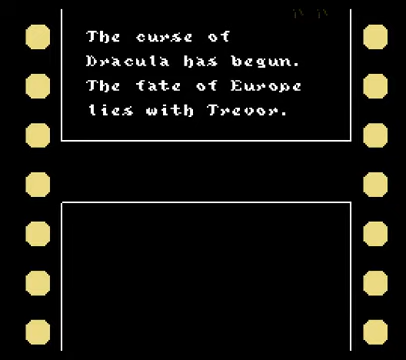 The curse of
Dracula has begun.
The fate of Europe
lies with Trevor.